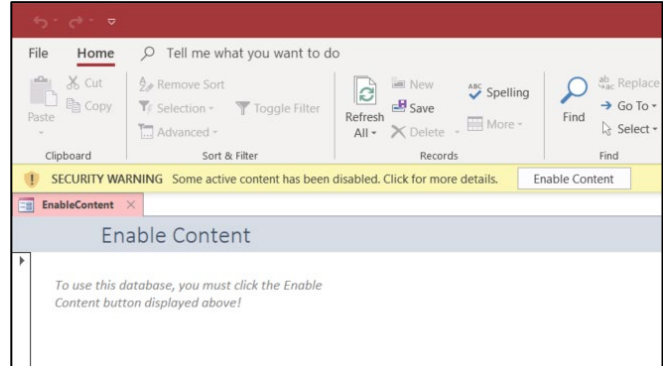 File Home Tell me what you want to do
Cut Remove Sort New ABC Spelling abc Replace
Copy Selection Toggle Filter Save Go To
Paste Advanced Refresh All Delete More Find Select
Clipboard Sort & Filter Records Find
SECURITY WARNING Some active content has been disabled. Click for more details. Enable Content
EnableContent
Enable Content
To use this database, you must click the Enable
Content button displayed above!